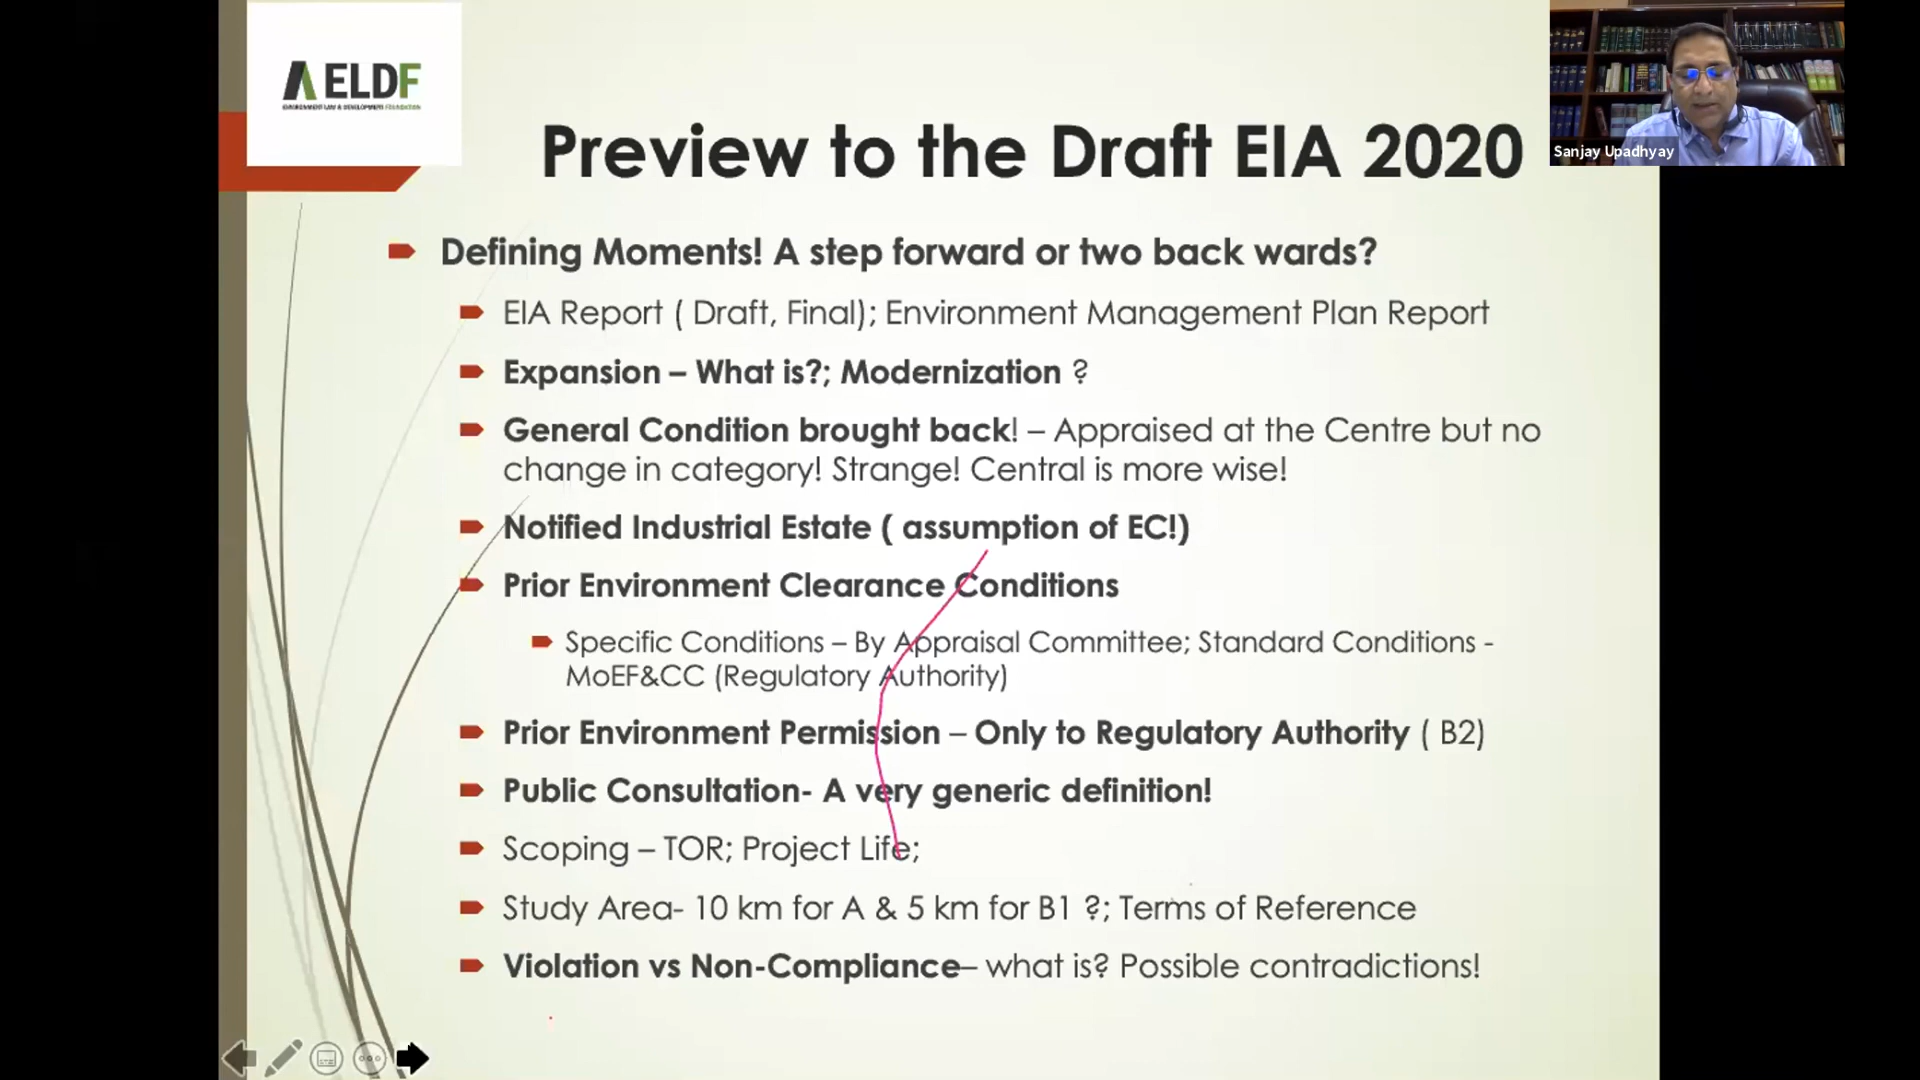 ELDF
ENVIRONMENT LAW & DEVELOPMENT FOUNDATION
Sanjay Upadhyay
Preview to the Draft EIA 2020
Defining Moments! A step forward or two back wards?
EIA Report ( Draft, Final); Environment Management Plan Report
Expansion – What is?; Modernization ?
General Condition brought back! – Appraised at the Centre but no
change in category! Strange! Central is more wise!
Notified Industrial Estate ( assumption of EC!)
Prior Environment Clearance Conditions
Specific Conditions – By Appraisal Committee; Standard Conditions -
MoEF&CC (Regulatory Authority)
Prior Environment Permission – Only to Regulatory Authority ( B2)
Public Consultation- A very generic definition!
Scoping – TOR; Project Life;
Study Area- 10 km for A & 5 km for B1 ?; Terms of Reference
Violation vs Non-Compliance– what is? Possible contradictions!